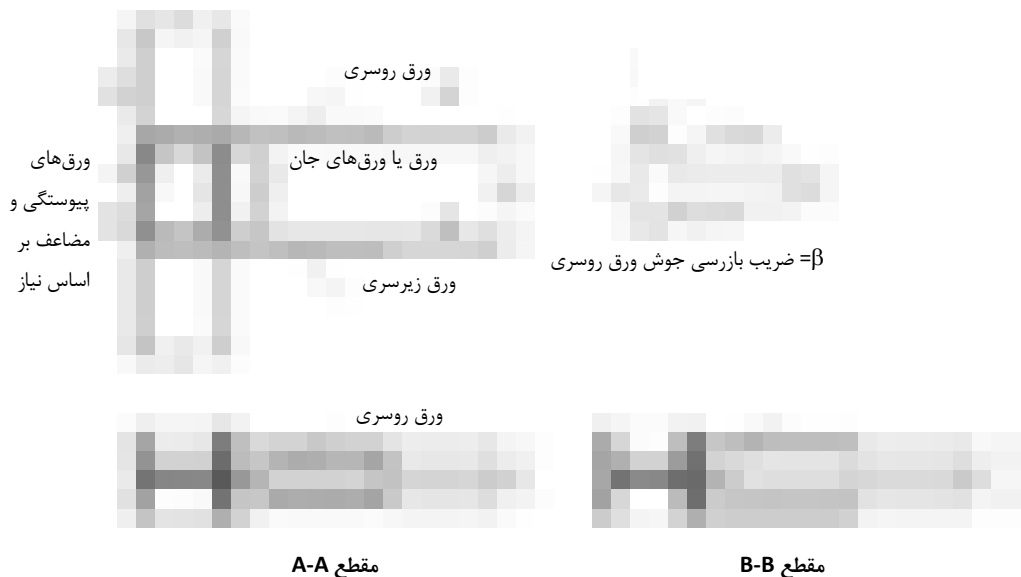 ورق روسری
ورق یا ورق‌های جان
ورق‌های
پیوستگی و
مضاعف بر
اساس نیاز
β= ضریب بازرسی جوش ورق روسری
ورق زیرسری
ورق روسری
مقطع A-A
مقطع B-B